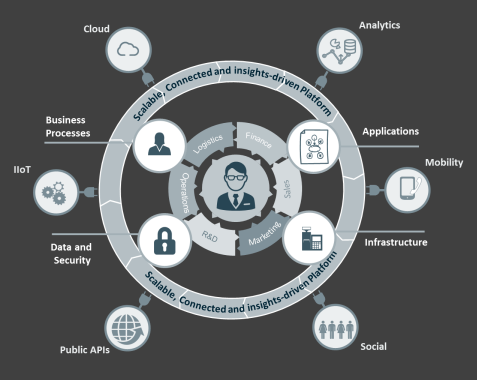 Cloud
Analytics
Scalable, Connected and insights-driven Platform
Business
Processes
Applications
Logistics
Finance
IIoT
Mobility
Operations
Sales
R&D
Marketing
Data and
Security
Infrastructure
Scalable, Connected and insights-driven Platform
Public APIs
Social